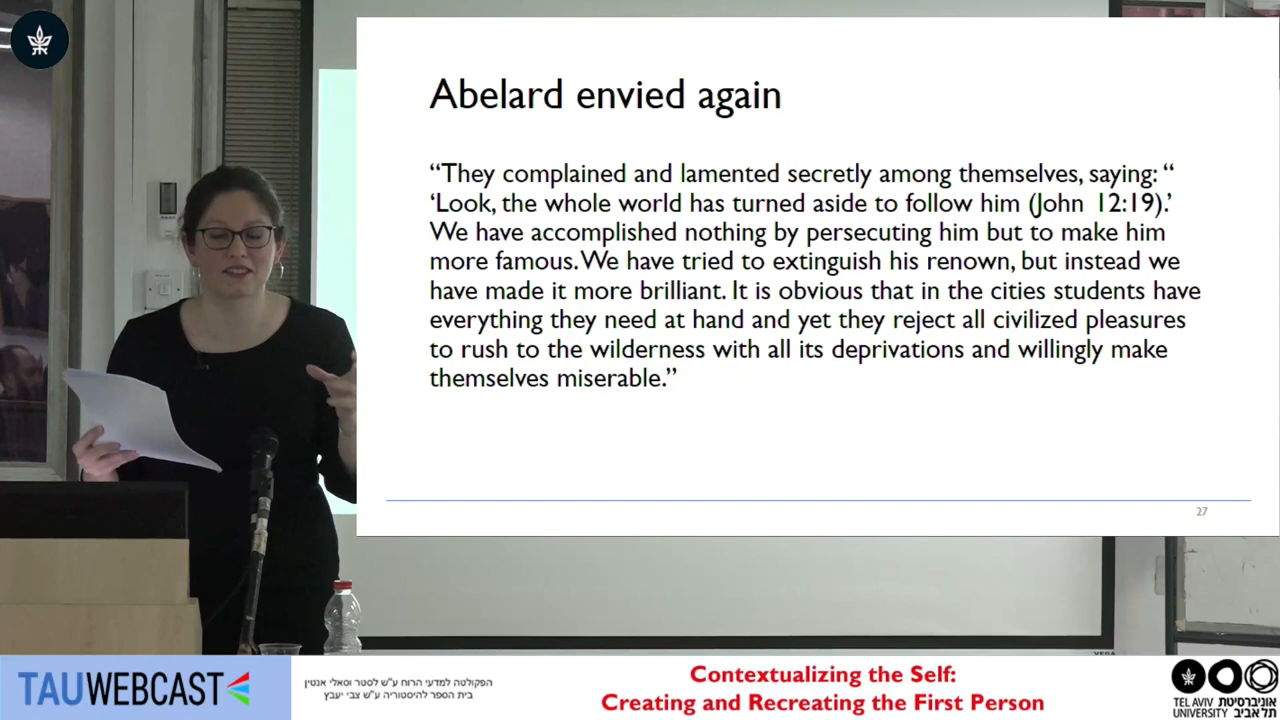 Abelard envied again
“They complained and lamented secretly among themselves, saying: “
‘Look, the whole world has turned aside to follow him (John 12:19).’
We have accomplished nothing by persecuting him but to make him
more famous. We have tried to extinguish his renown, but instead we
have made it more brilliant. It is obvious that in the cities students have
everything they need at hand and yet they reject all civilized pleasures
to rush to the wilderness with all its deprivations and willingly make
themselves miserable.”
27
TAUWEBCAST
הפקולטה למדעי הרוח ע"ש לסטר וסאלי אנטין
בית הספר להיסטוריה ע"ש צבי יעבץ
Contextualizing the Self:
Creating and Recreating the First Person
TEL AVIV אוניברסיטת
UNIVERSITY תל אביב